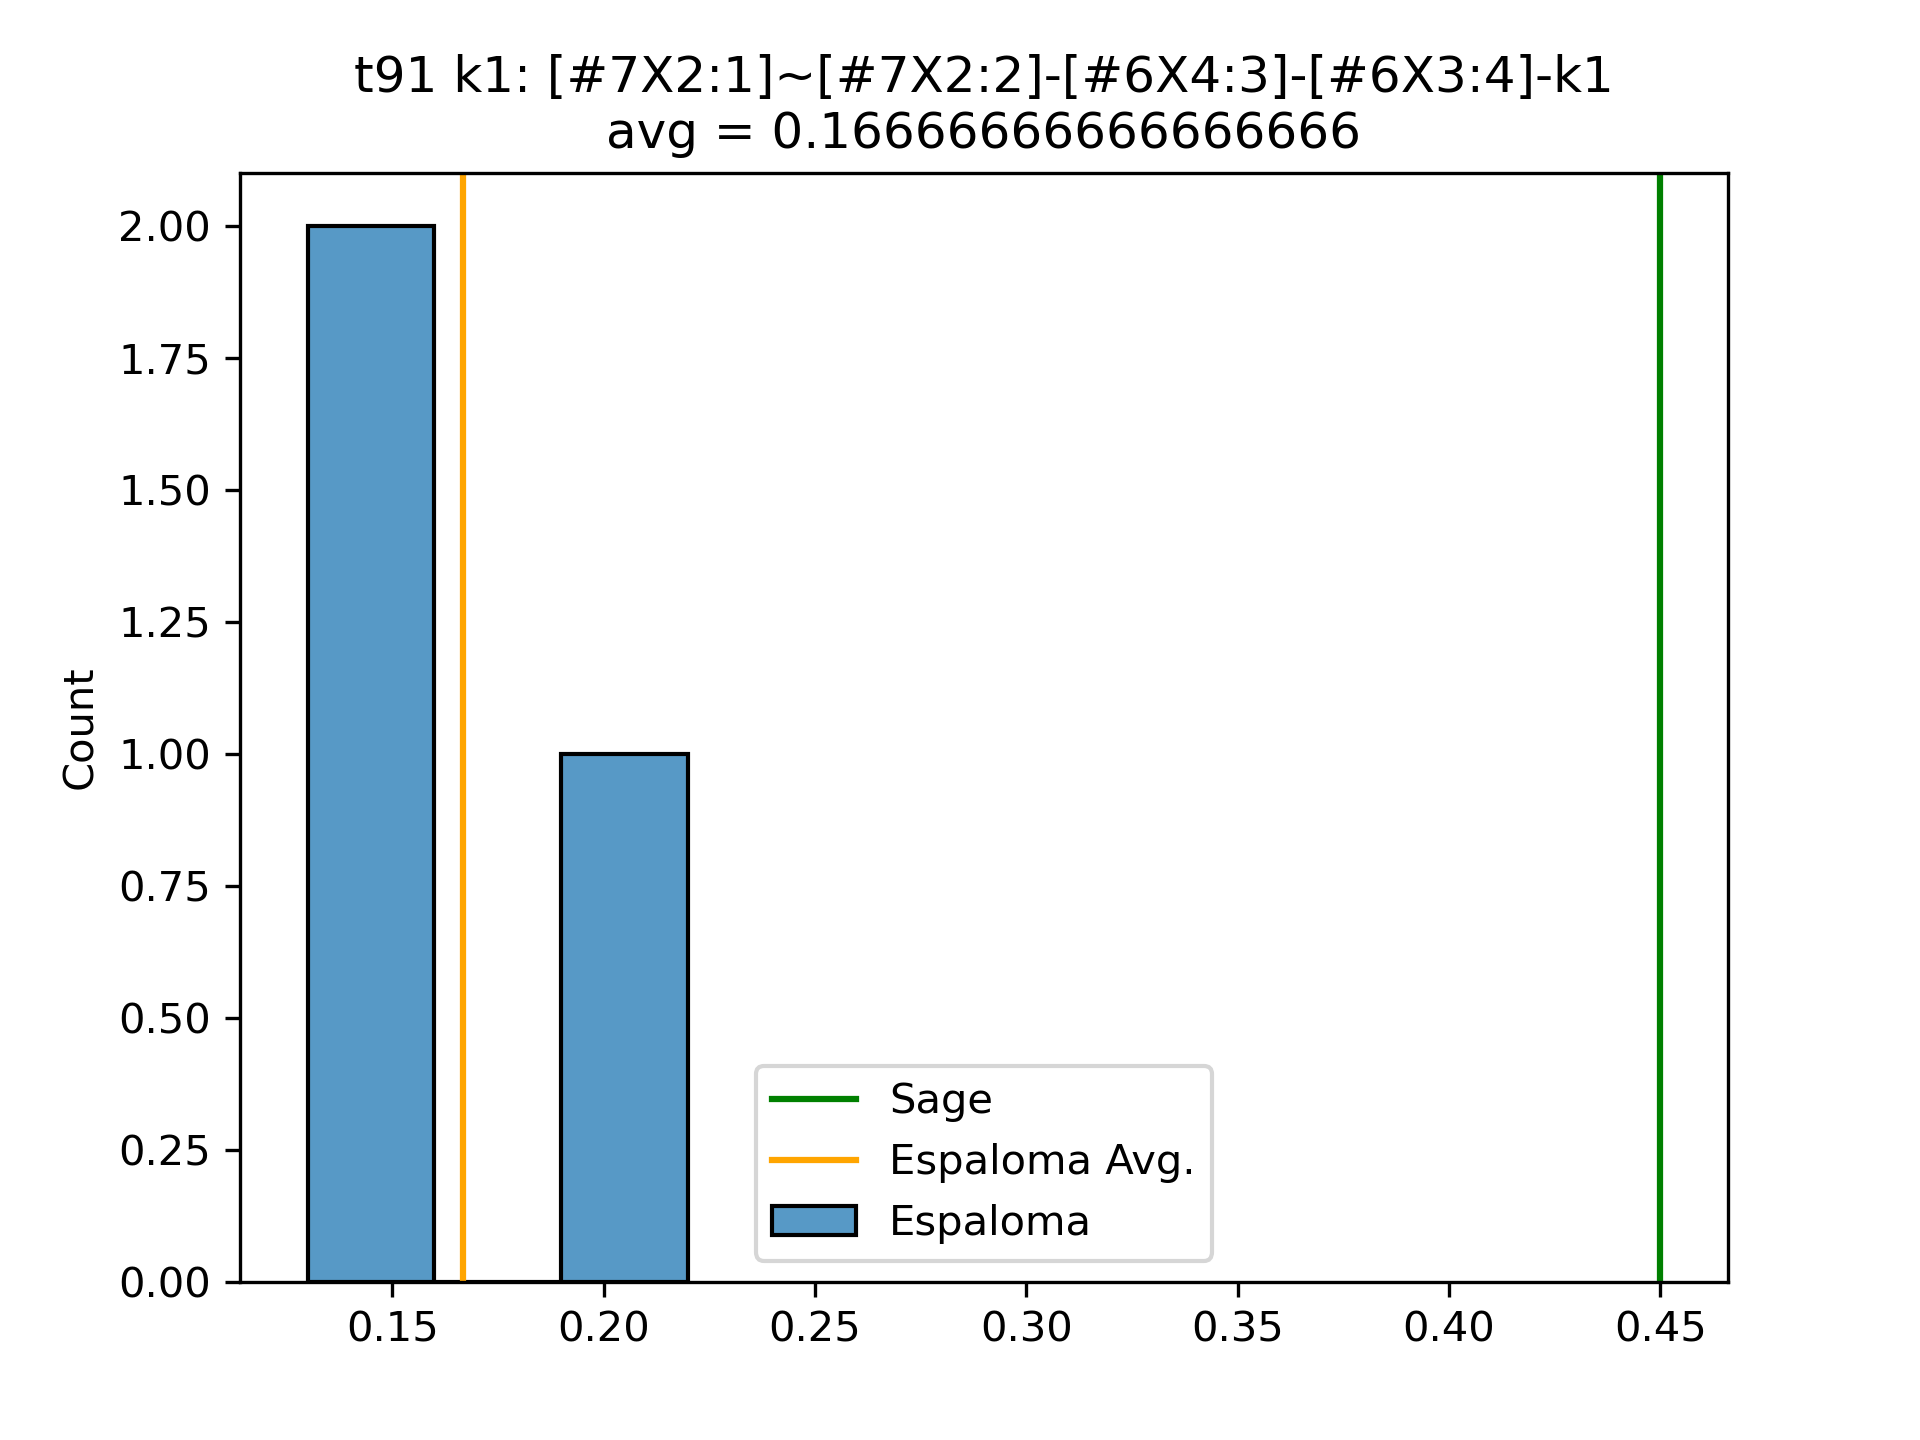 t91 k1: [#7X2:1]~[#7X2:2]-[#6X4:3]-[#6X3:4]-k1
avg = 0.16666666666666666
2.00
1.75
1.50
1.25
1.00
0.75
0.50
0.25
0.00
Count
Sage
Espaloma Avg.
Espaloma
0.15 0.20 0.25 0.30 0.35 0.40 0.45